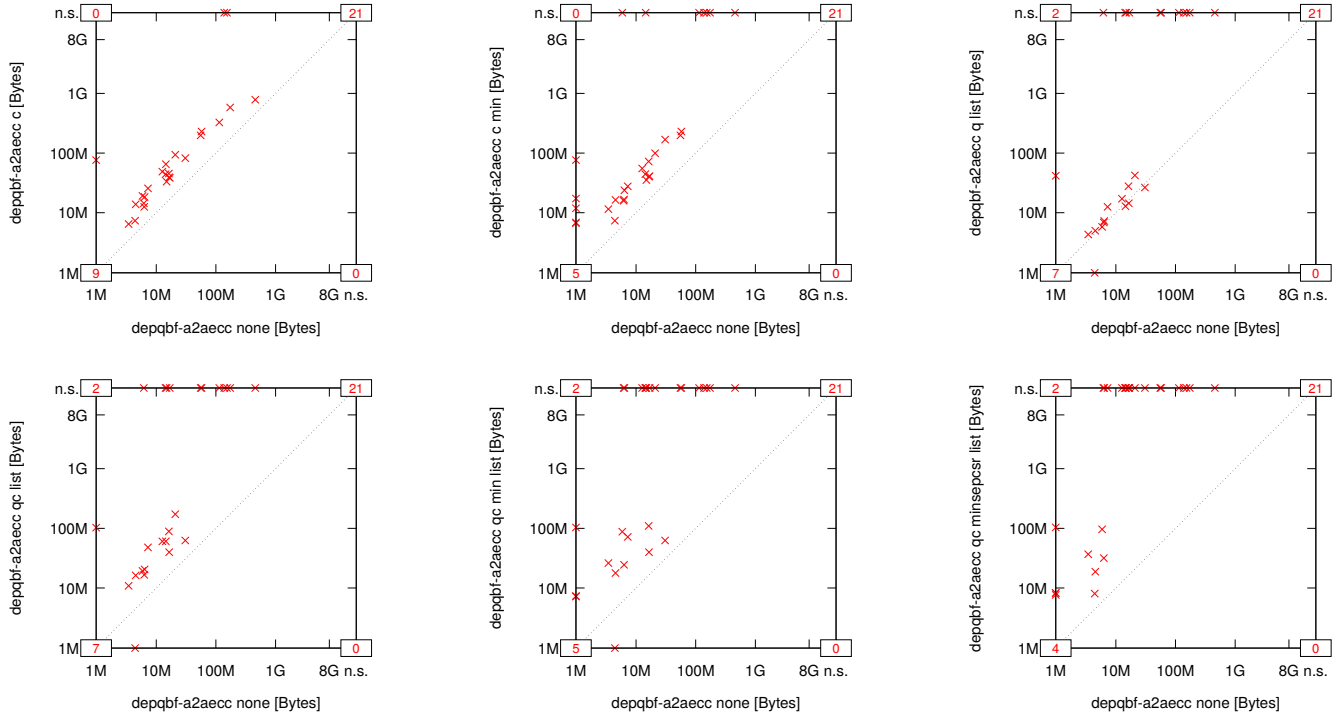 n.s. 0 21
8G
1G
100M
10M
1M 9 0
1M 10M 100M 1G 8G n.s.
depqbf-a2aecc none [Bytes]
depqbf-a2aecc c [Bytes]
n.s. 0 21
8G
1G
100M
10M
1M 5 0
1M 10M 100M 1G 8G n.s.
depqbf-a2aecc none [Bytes]
depqbf-a2aecc c min [Bytes]
n.s. 2 21
8G
1G
100M
10M
1M 7 0
1M 10M 100M 1G 8G n.s.
depqbf-a2aecc none [Bytes]
depqbf-a2aecc q list [Bytes]
n.s. 2 21
8G
1G
100M
10M
1M 7 0
1M 10M 100M 1G 8G n.s.
depqbf-a2aecc none [Bytes]
depqbf-a2aecc qc list [Bytes]
n.s. 2 21
8G
1G
100M
10M
1M 5 0
1M 10M 100M 1G 8G n.s.
depqbf-a2aecc none [Bytes]
depqbf-a2aecc qc min list [Bytes]
n.s. 2 21
8G
1G
100M
10M
1M 4 0
1M 10M 100M 1G 8G n.s.
depqbf-a2aecc none [Bytes]
depqbf-a2aecc qc minsepcsr list [Bytes]